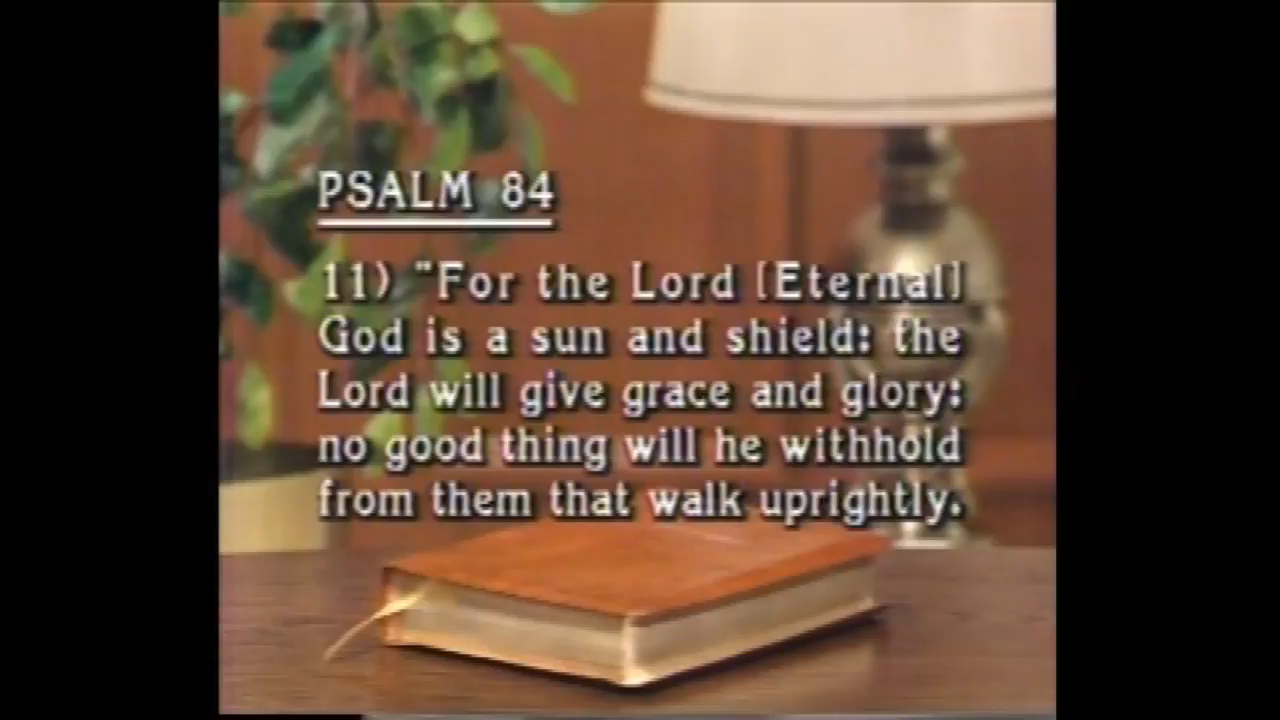 PSALM 84
11) "For the Lord [Eternal]
God is a sun and shield: the
Lord will give grace and glory:
no good thing will he withhold
from them that walk uprightly.